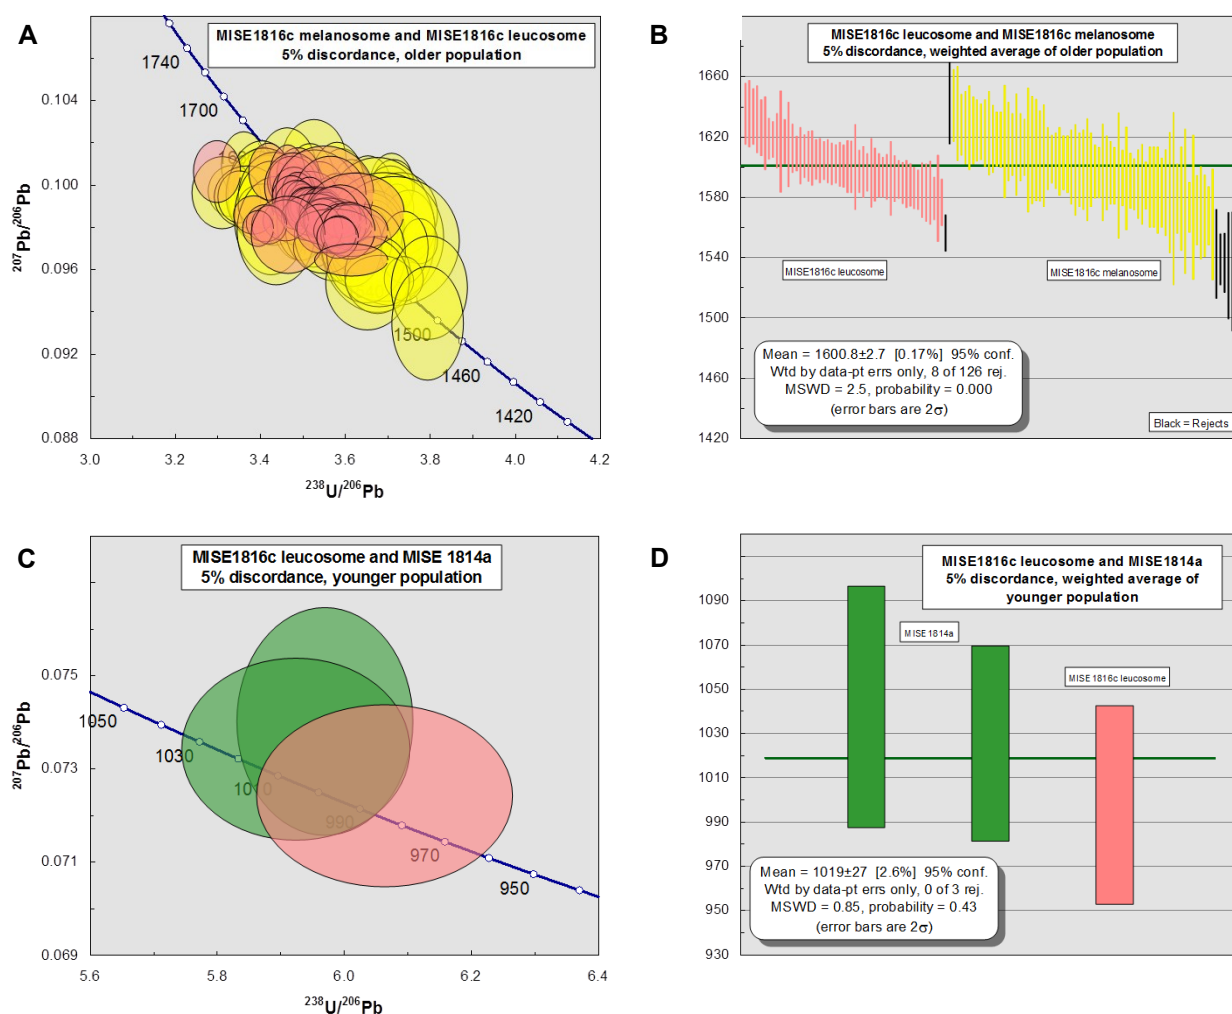 A
MISE1816c melanosome and MISE1816c leucosome
5% discordance, older population
1740
1700
1500
1460
1420
0.104
0.100
0.096
0.092
0.088
3.0 3.2 3.4 3.6 3.8 4.0 4.2
207Pb/206Pb
238U/206Pb
B
MISE1816c leucosome and MISE1816c melanosome
5% discordance, weighted average of older population
1660
1620
1580
1540
1500
1460
1420
MISE1816c leucosome
MISE1816c melanosome
Mean = 1600.8±2.7 [0.17%] 95% conf.
Wtd by data-pt errs only, 8 of 126 rej.
MSWD = 2.5, probability = 0.000
(error bars are 2σ)
Black = Rejects
C
MISE1816c leucosome and MISE 1814a
5% discordance, younger population
1050
1030
1010
990
970
950
0.075
0.073
0.071
0.069
5.6 5.8 6.0 6.2 6.4
207Pb/206Pb
238U/206Pb
D
MISE1816c leucosome and MISE1814a
5% discordance, weighted average of
younger population
1090
1070
1050
1030
1010
990
970
950
930
MISE 1814a
MISE 1816c leucosome
Mean = 1019±27 [2.6%] 95% conf.
Wtd by data-pt errs only, 0 of 3 rej.
MSWD = 0.85, probability = 0.43
(error bars are 2σ)